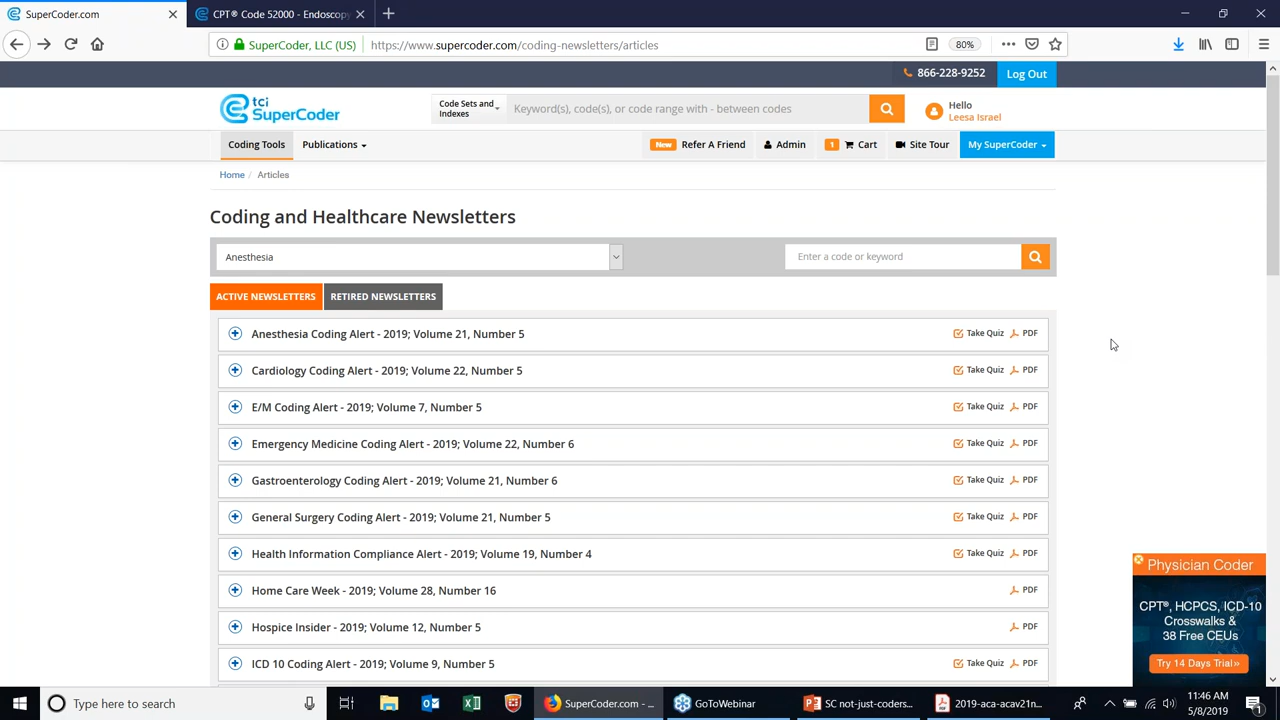 SuperCoder.com
CPT® Code 52000 - Endoscopy
SuperCoder, LLC (US)
https://www.supercoder.com/coding-newsletters/articles
80%
866-228-9252
Log Out
tci
SuperCoder
Code Sets and
Indexes
Keyword(s), code(s), or code range with - between codes
Hello
Leesa Israel
Coding Tools
Publications
New Refer A Friend
Admin
1 Cart
Site Tour
My SuperCoder
Home / Articles
Coding and Healthcare Newsletters
Anesthesia
Enter a code or keyword
ACTIVE NEWSLETTERS
RETIRED NEWSLETTERS
Anesthesia Coding Alert - 2019; Volume 21, Number 5 Take Quiz PDF
Cardiology Coding Alert - 2019; Volume 22, Number 5 Take Quiz PDF
E/M Coding Alert - 2019; Volume 7, Number 5 Take Quiz PDF
Emergency Medicine Coding Alert - 2019; Volume 22, Number 6 Take Quiz PDF
Gastroenterology Coding Alert - 2019; Volume 21, Number 6 Take Quiz PDF
General Surgery Coding Alert - 2019; Volume 21, Number 5 Take Quiz PDF
Health Information Compliance Alert - 2019; Volume 19, Number 4 Take Quiz PDF
Home Care Week - 2019; Volume 28, Number 16 PDF
Hospice Insider - 2019; Volume 12, Number 5 PDF
ICD 10 Coding Alert - 2019; Volume 9, Number 5 Take Quiz PDF
Physician Coder
CPT®, HCPCS, ICD-10
Crosswalks &
38 Free CEUs
Try 14 Days Trial»
Type here to search
SuperCoder.com - ...
GoToWebinar
SC not-just-coders...
2019-aca-acav21n...
11:46 AM
5/8/2019
1